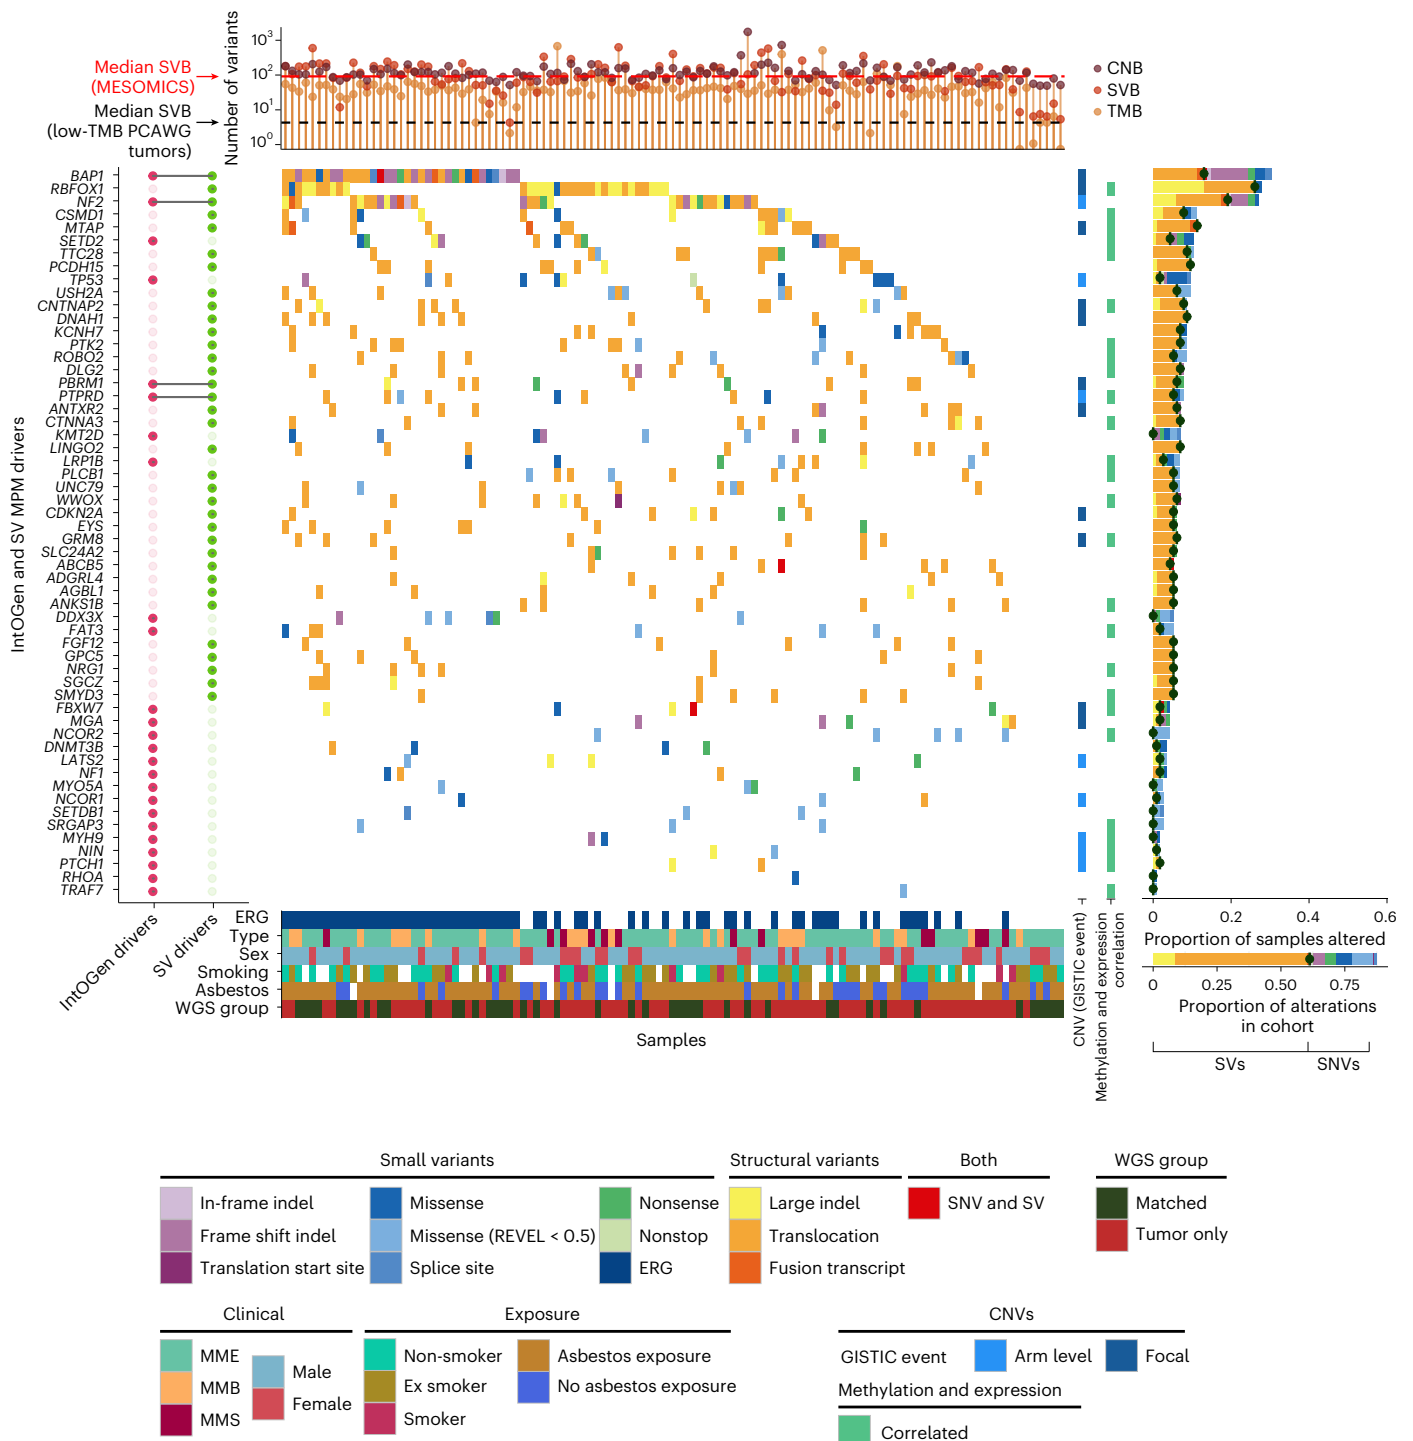 Number of variants
10³
10²
10¹
10⁰
Median SVB
(MESOMICS)
Median SVB
(low-TMB PCAWG
tumors)
CNB
SVB
TMB
IntOGen and SV MPM drivers
BAP1
RBFOX1
NF2
CSMD1
MTAP
SETD2
TTC28
PCDH15
TP53
USH2A
CNTNAP2
DNAH1
KCNH7
PTK2
ROBO2
DLG2
PBRM1
PTPRD
ANTXR2
CTNNA3
KMT2D
LINGO2
LRP1B
PLCB1
UNC79
WWOX
CDKN2A
EYS
GRM8
SLC24A2
ABCB5
ADGRL4
AGBL1
ANKS1B
DDX3X
FAT3
FGF12
GPC5
NRG1
SGCZ
SMYD3
FBXW7
MGA
NCOR2
DNMT3B
LATS2
NF1
MYO5A
NCOR1
SETDB1
SRGAP3
MYH9
NIN
PTCH1
RHOA
TRAF7
IntOGen drivers
SV drivers
ERG
Type
Sex
Smoking
Asbestos
WGS group
Samples
CNV (GISTIC event)
Methylation and expression
correlation
0 0.2 0.4 0.6
Proportion of samples altered
0 0.25 0.50 0.75
Proportion of alterations
in cohort
SVs SNVs
Small variants
In-frame indel
Frame shift indel
Translation start site
Missense
Missense (REVEL < 0.5)
Splice site
Nonsense
Nonstop
ERG
Structural variants
Large indel
Translocation
Fusion transcript
Both
SNV and SV
WGS group
Matched
Tumor only
Clinical
MME
MMB
MMS
Male
Female
Exposure
Non-smoker
Ex smoker
Smoker
Asbestos exposure
No asbestos exposure
CNVs
GISTIC event
Arm level
Focal
Methylation and expression
Correlated